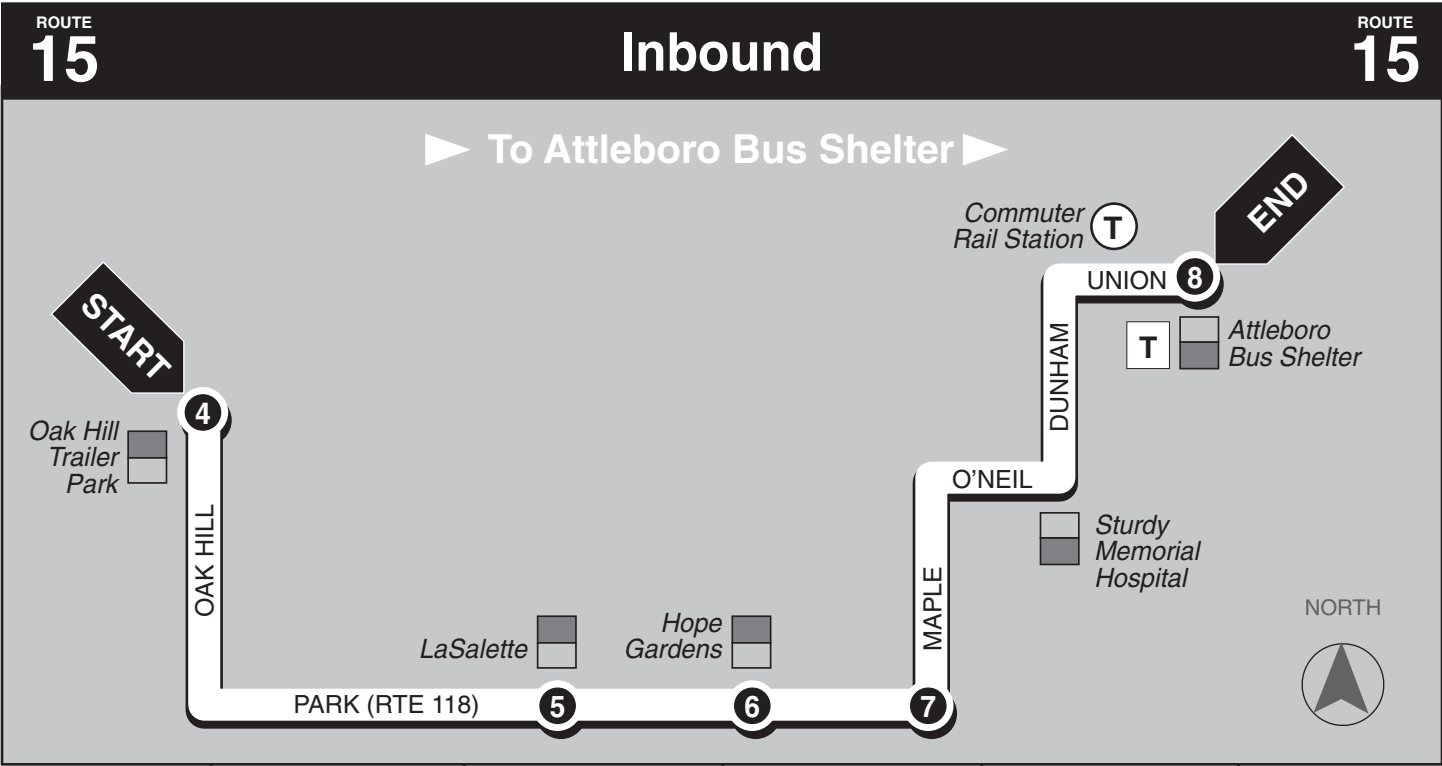 ROUTE
15
Inbound
ROUTE
15
To Attleboro Bus Shelter
START
4
Oak Hill
Trailer
Park
OAK HILL
PARK (RTE 118)
LaSalette
5
Hope
Gardens
6
7
MAPLE
O'NEIL
Sturdy
Memorial
Hospital
DUNHAM
Commuter
Rail Station
T
UNION
8
END
T
Attleboro
Bus Shelter
NORTH